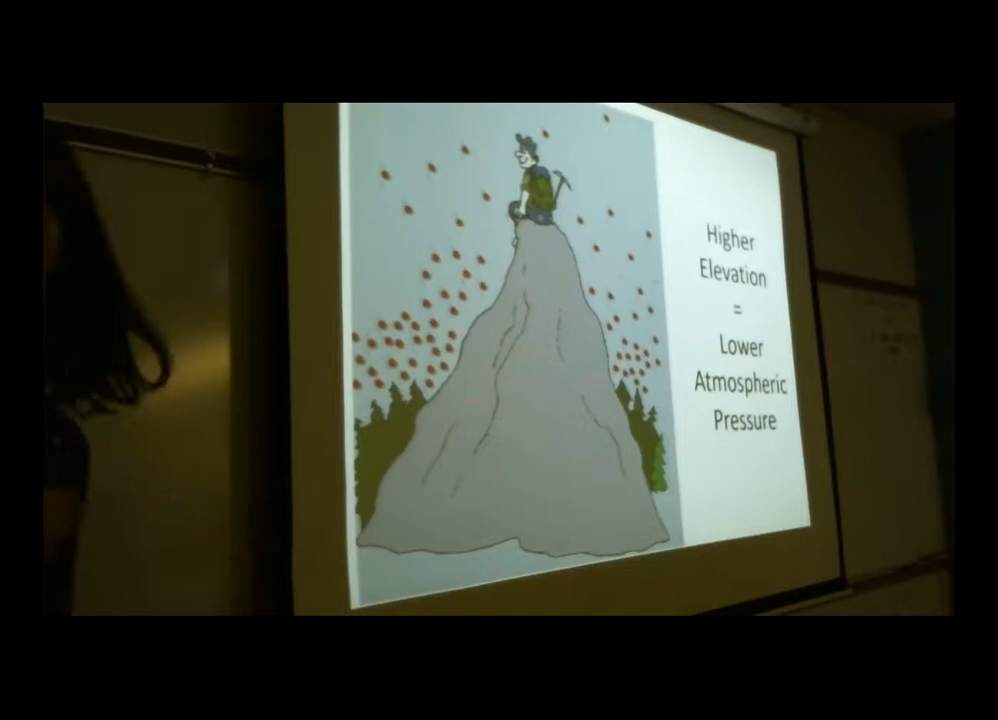 Higher
Elevation
=
Lower
Atmospheric
Pressure